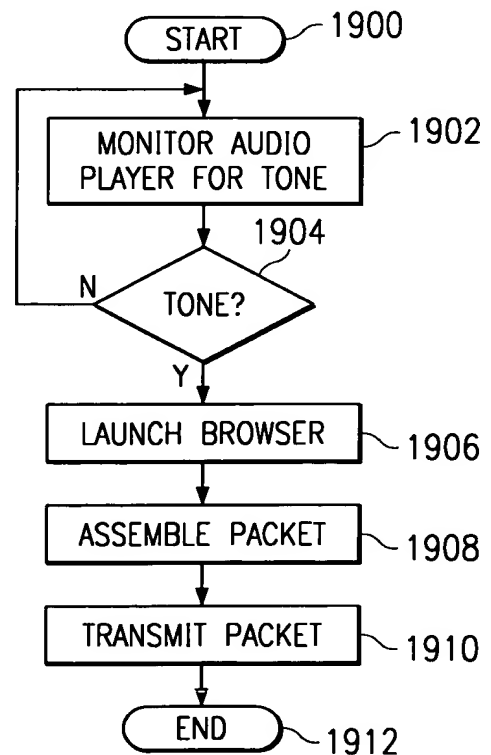 START
1900
MONITOR AUDIO
PLAYER FOR TONE
1902
1904
TONE?
N
Y
LAUNCH BROWSER
1906
ASSEMBLE PACKET
1908
TRANSMIT PACKET
1910
END
1912